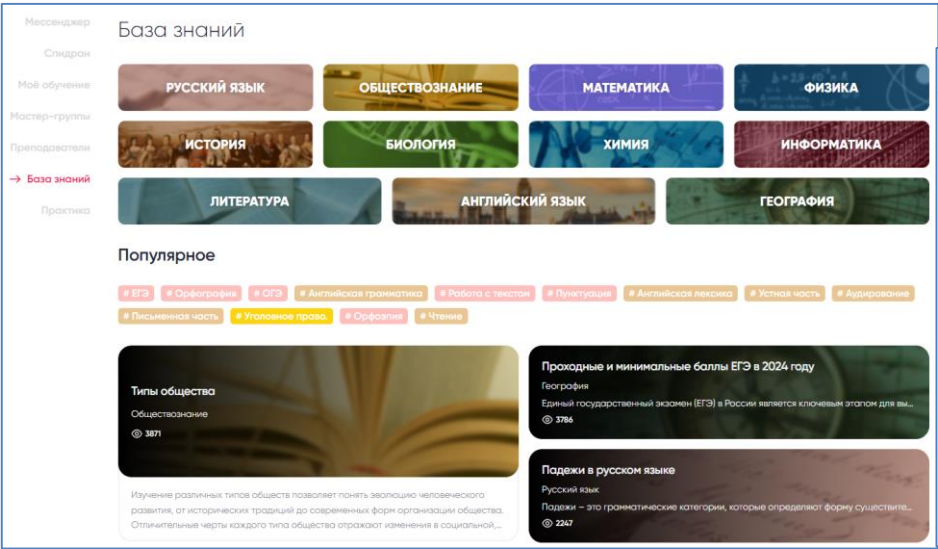 Мессенджер
Спидран
Моё обучение
Мастер-группы
Преподаватели
→ База знаний
Практика
База знаний
РУССКИЙ ЯЗЫК
ОБЩЕСТВОЗНАНИЕ
МАТЕМАТИКА
ФИЗИКА
ИСТОРИЯ
БИОЛОГИЯ
ХИМИЯ
ИНФОРМАТИКА
ЛИТЕРАТУРА
АНГЛИЙСКИЙ ЯЗЫК
ГЕОГРАФИЯ
Популярное
# ЕГЭ # Орфография # ОГЭ # Английская грамматика # Работа с текстом # Пунктуация # Английская лексика # Устная часть # Аудирование
# Письменная часть # Уголовное право. # Орфоэпия # Чтение
Типы общества
Обществознание
3871
Изучение различных типов обществ позволяет понять эволюцию человеческого
развития, от исторических традиций до современных форм организации общества.
Отличительные черты каждого типа общества отражают изменения в социальной,...
Проходные и минимальные баллы ЕГЭ в 2024 году
География
Единый государственный экзамен (ЕГЭ) в России является ключевым этапом для вы...
3786
Падежи в русском языке
Русский язык
Падежи – это грамматические категории, которые определяют форму существите...
2247